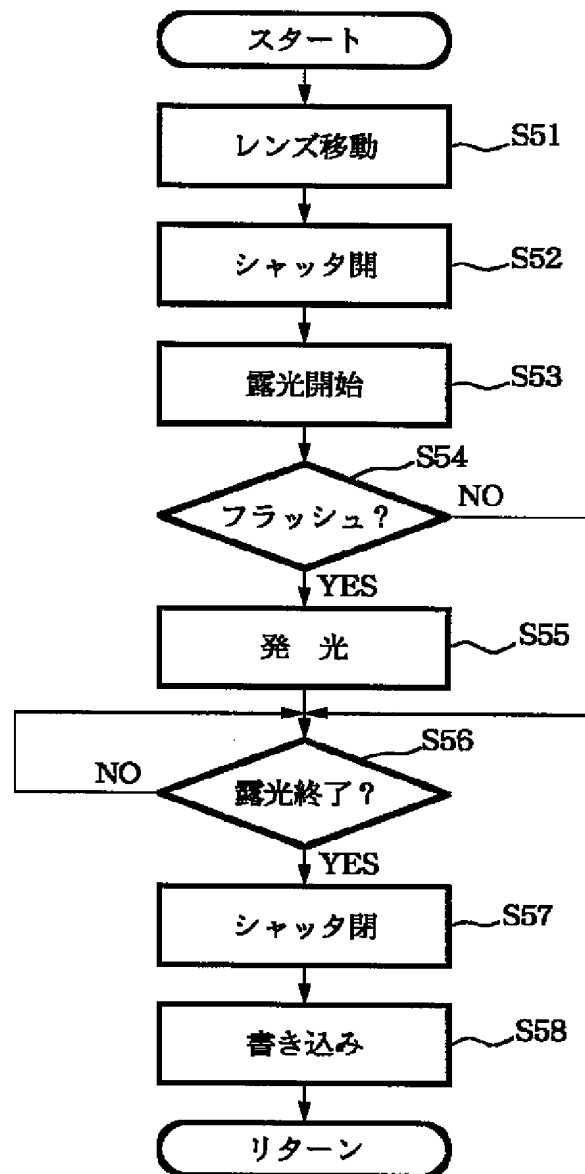 スタート
レンズ移動
S51
シャッタ開
S52
露光開始
S53
S54
フラッシュ?
NO
YES
発 光
S55
S56
NO
露光終了?
YES
シャッタ閉
S57
書き込み
S58
リターン